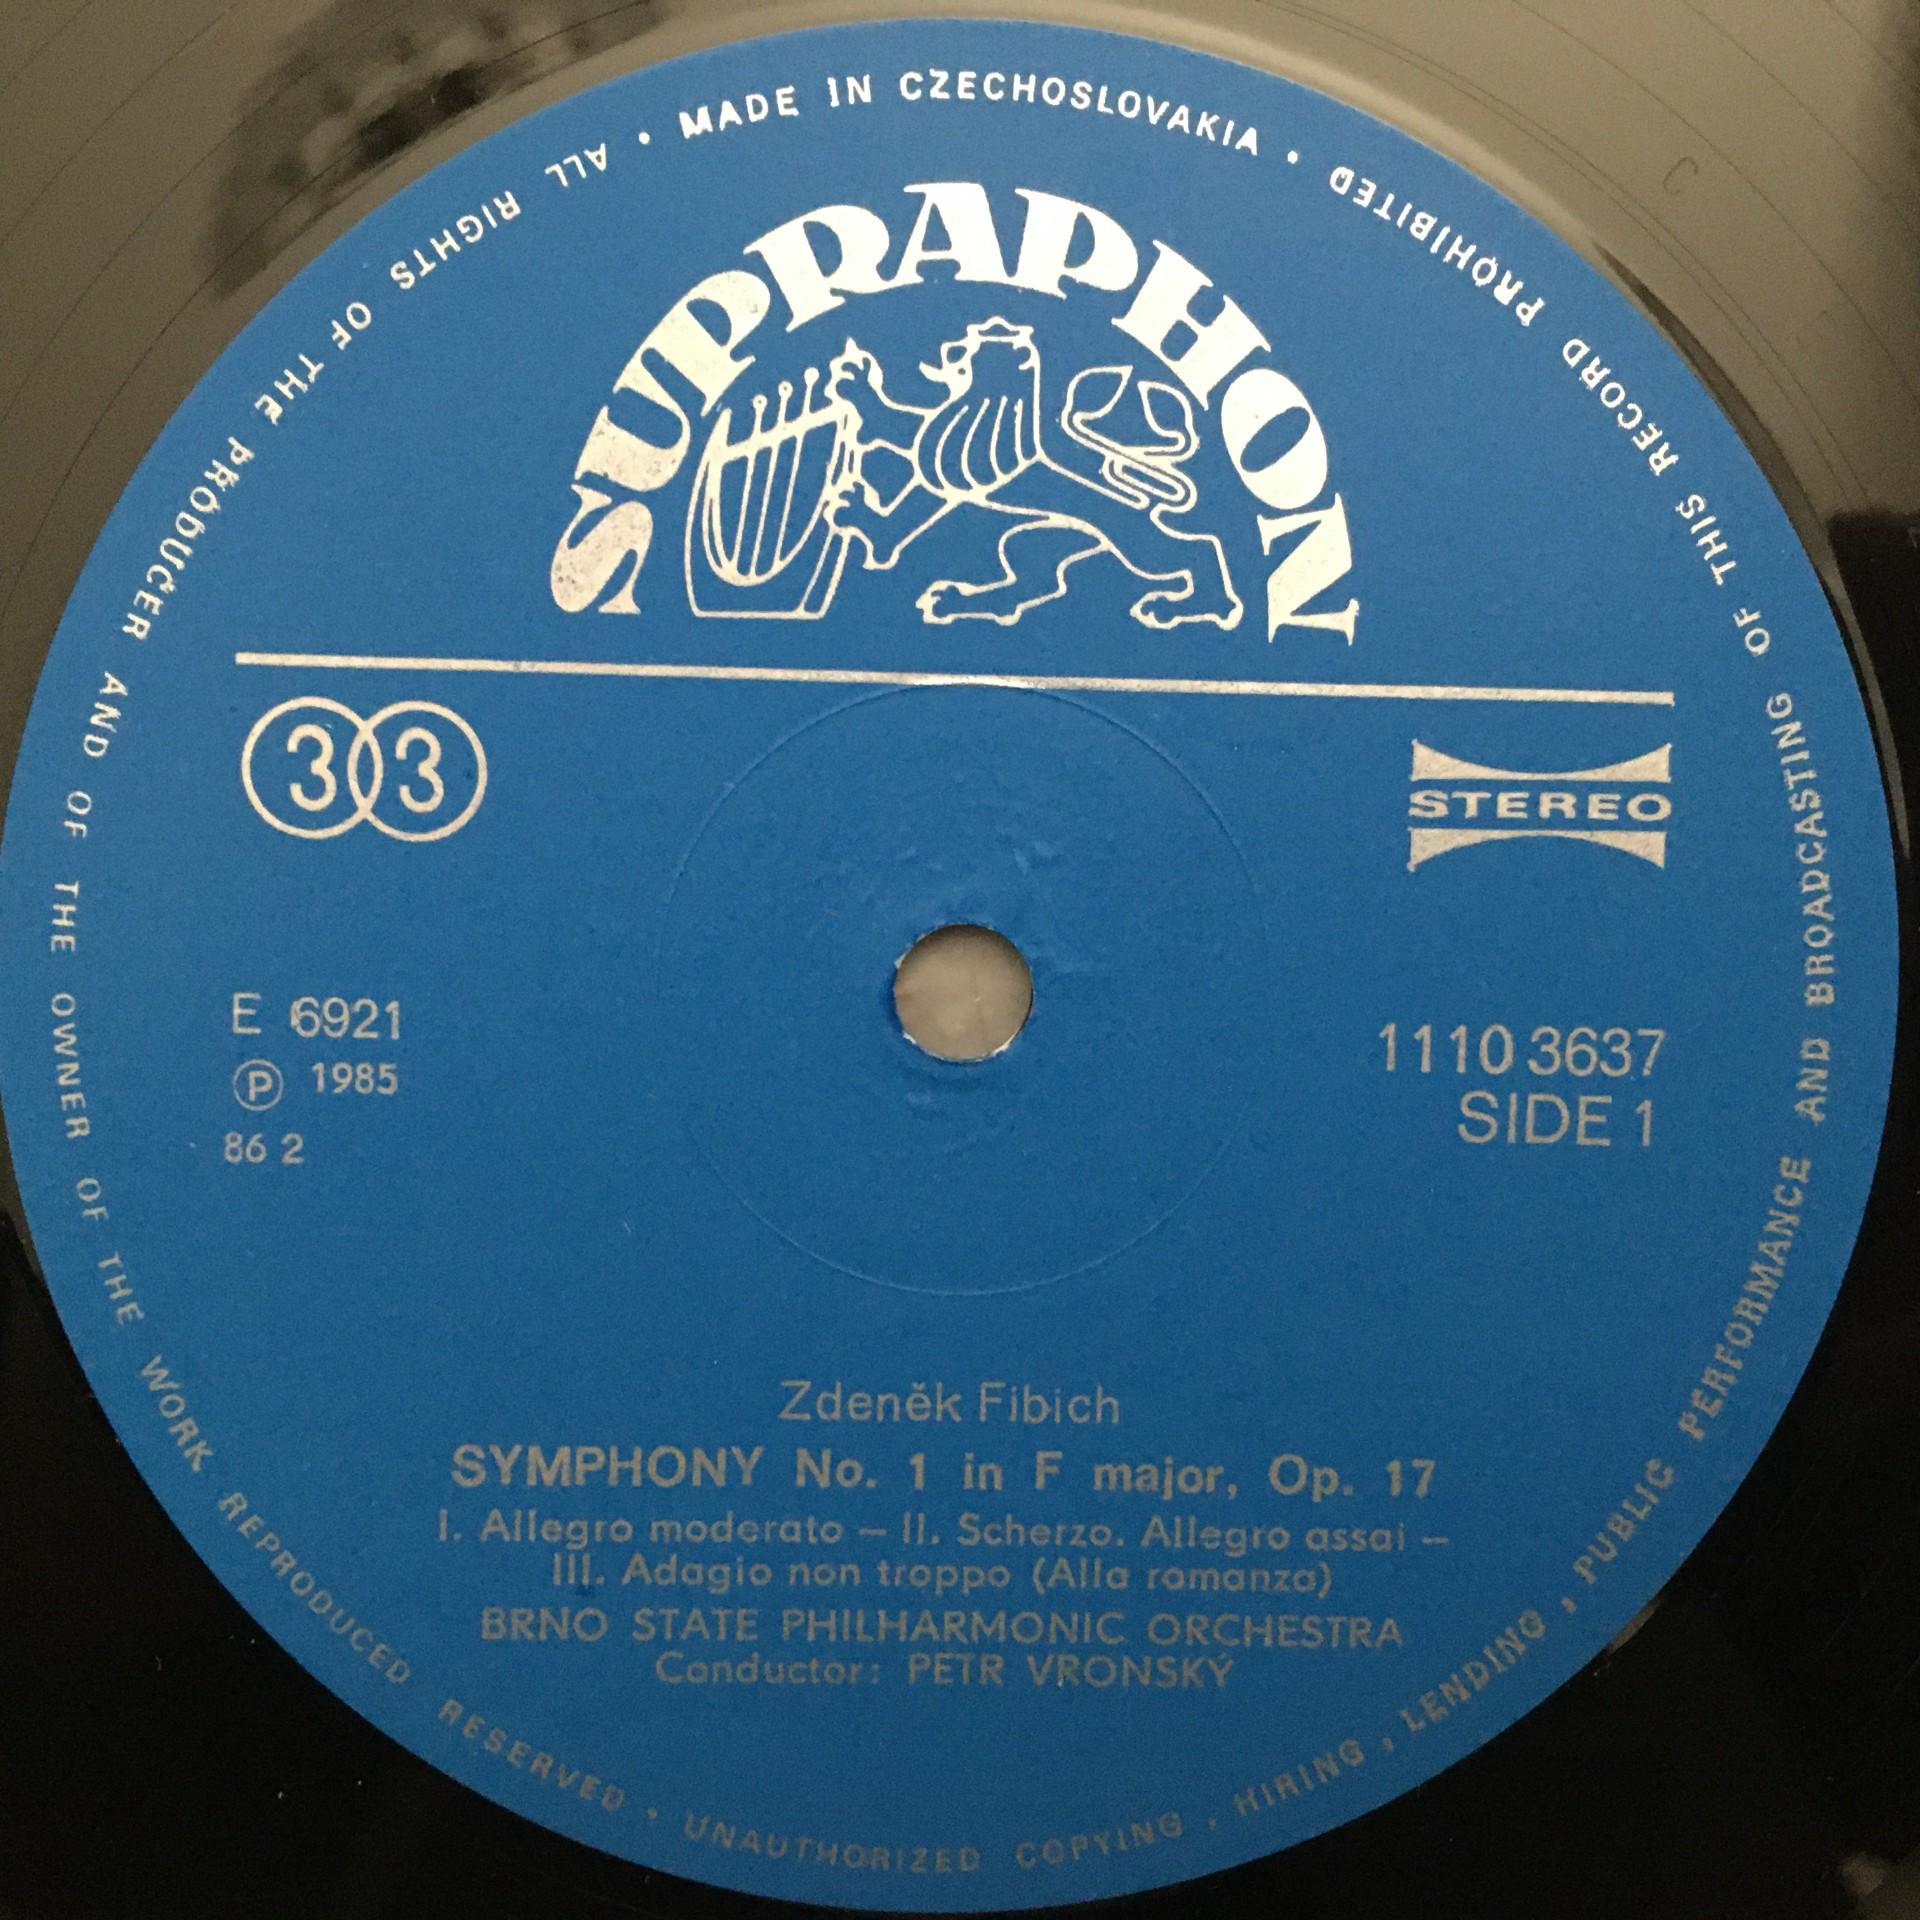 MADE IN CZECHOSLOVAKIA •
ALL RIGHTS OF THE PRODUCER AND OF THE OWNER OF THE WORK REPRODUCED RESERVED • UNAUTHORIZED COPYING, HIRING, LENDING, PUBLIC PERFORMANCE AND BROADCASTING OF THIS RECORD PROHIBITED •
SUPRAPHON
33
STEREO
E 6921
℗ 1985
86 2
1110 3637
SIDE 1
Zdeněk Fibich
SYMPHONY No. 1 in F major, Op. 17
I. Allegro moderato – II. Scherzo. Allegro assai –
III. Adagio non troppo (Alla romanza)
BRNO STATE PHILHARMONIC ORCHESTRA
Conductor: PETR VRONSKÝ